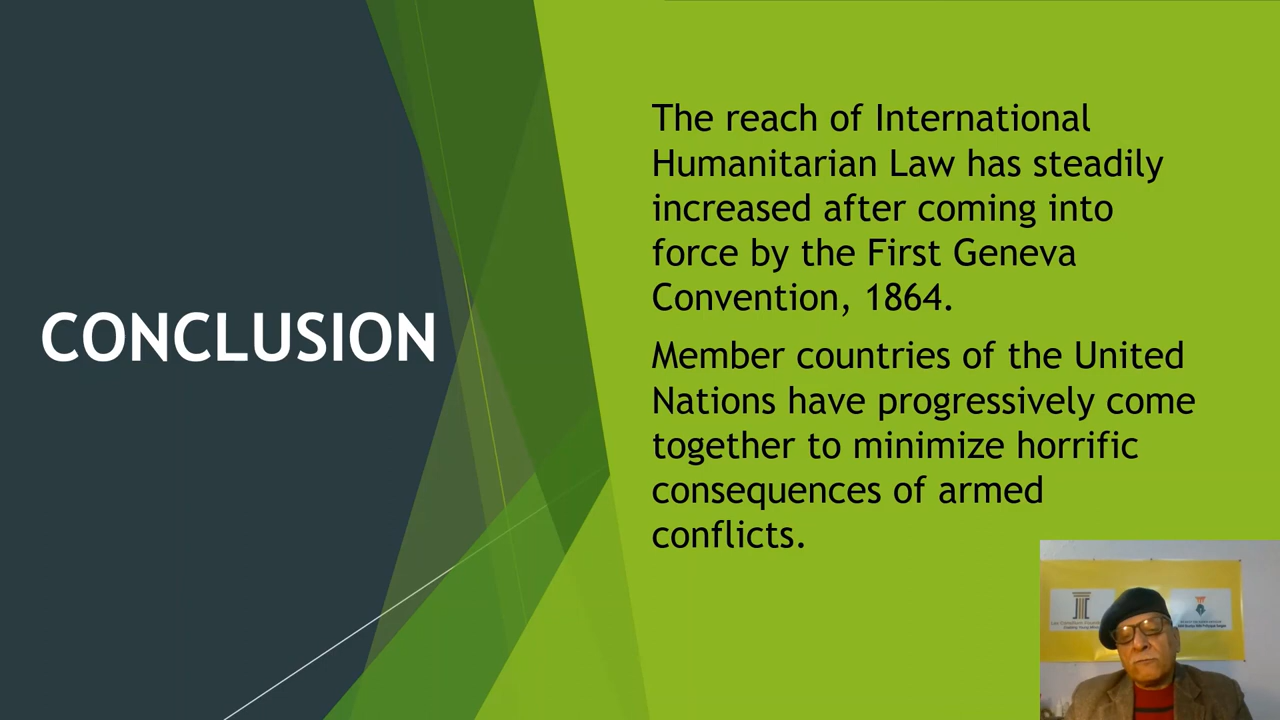 CONCLUSION
The reach of International
Humanitarian Law has steadily
increased after coming into
force by the First Geneva
Convention, 1864.
Member countries of the United
Nations have progressively come
together to minimize horrific
consequences of armed
conflicts.